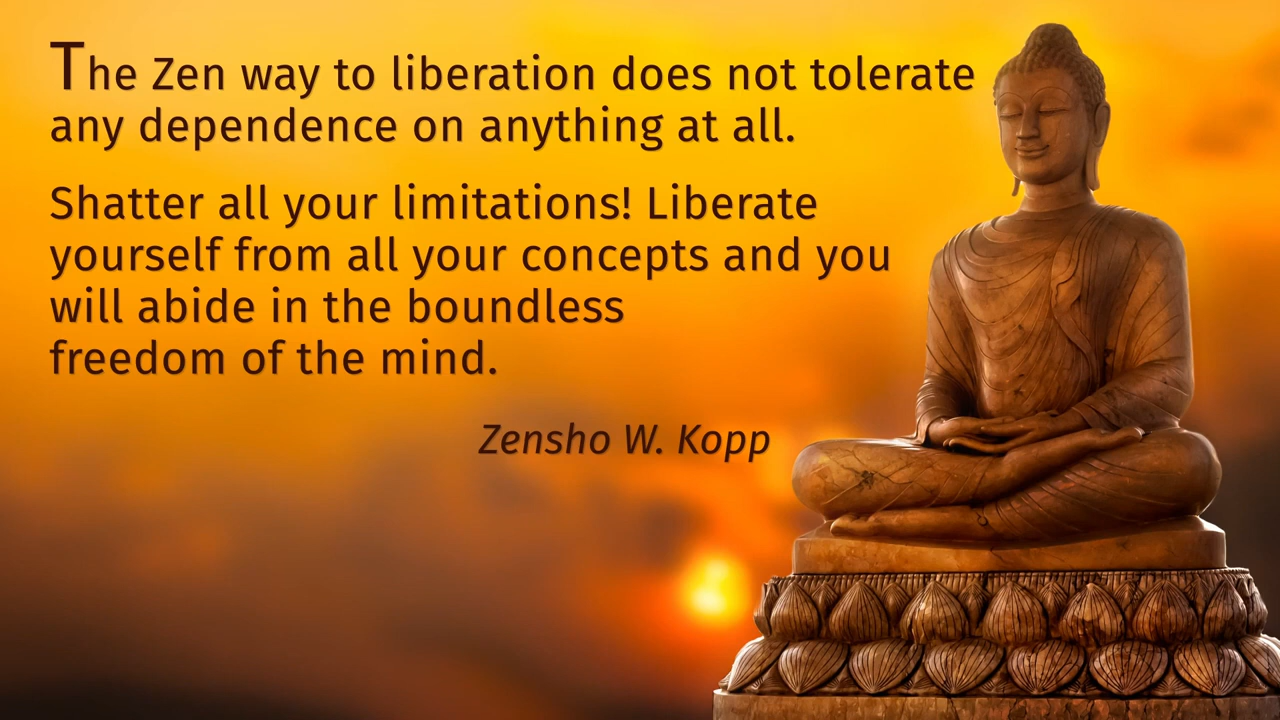 The Zen way to liberation does not tolerate
any dependence on anything at all.
Shatter all your limitations! Liberate
yourself from all your concepts and you
will abide in the boundless
freedom of the mind.
Zensho W. Kopp